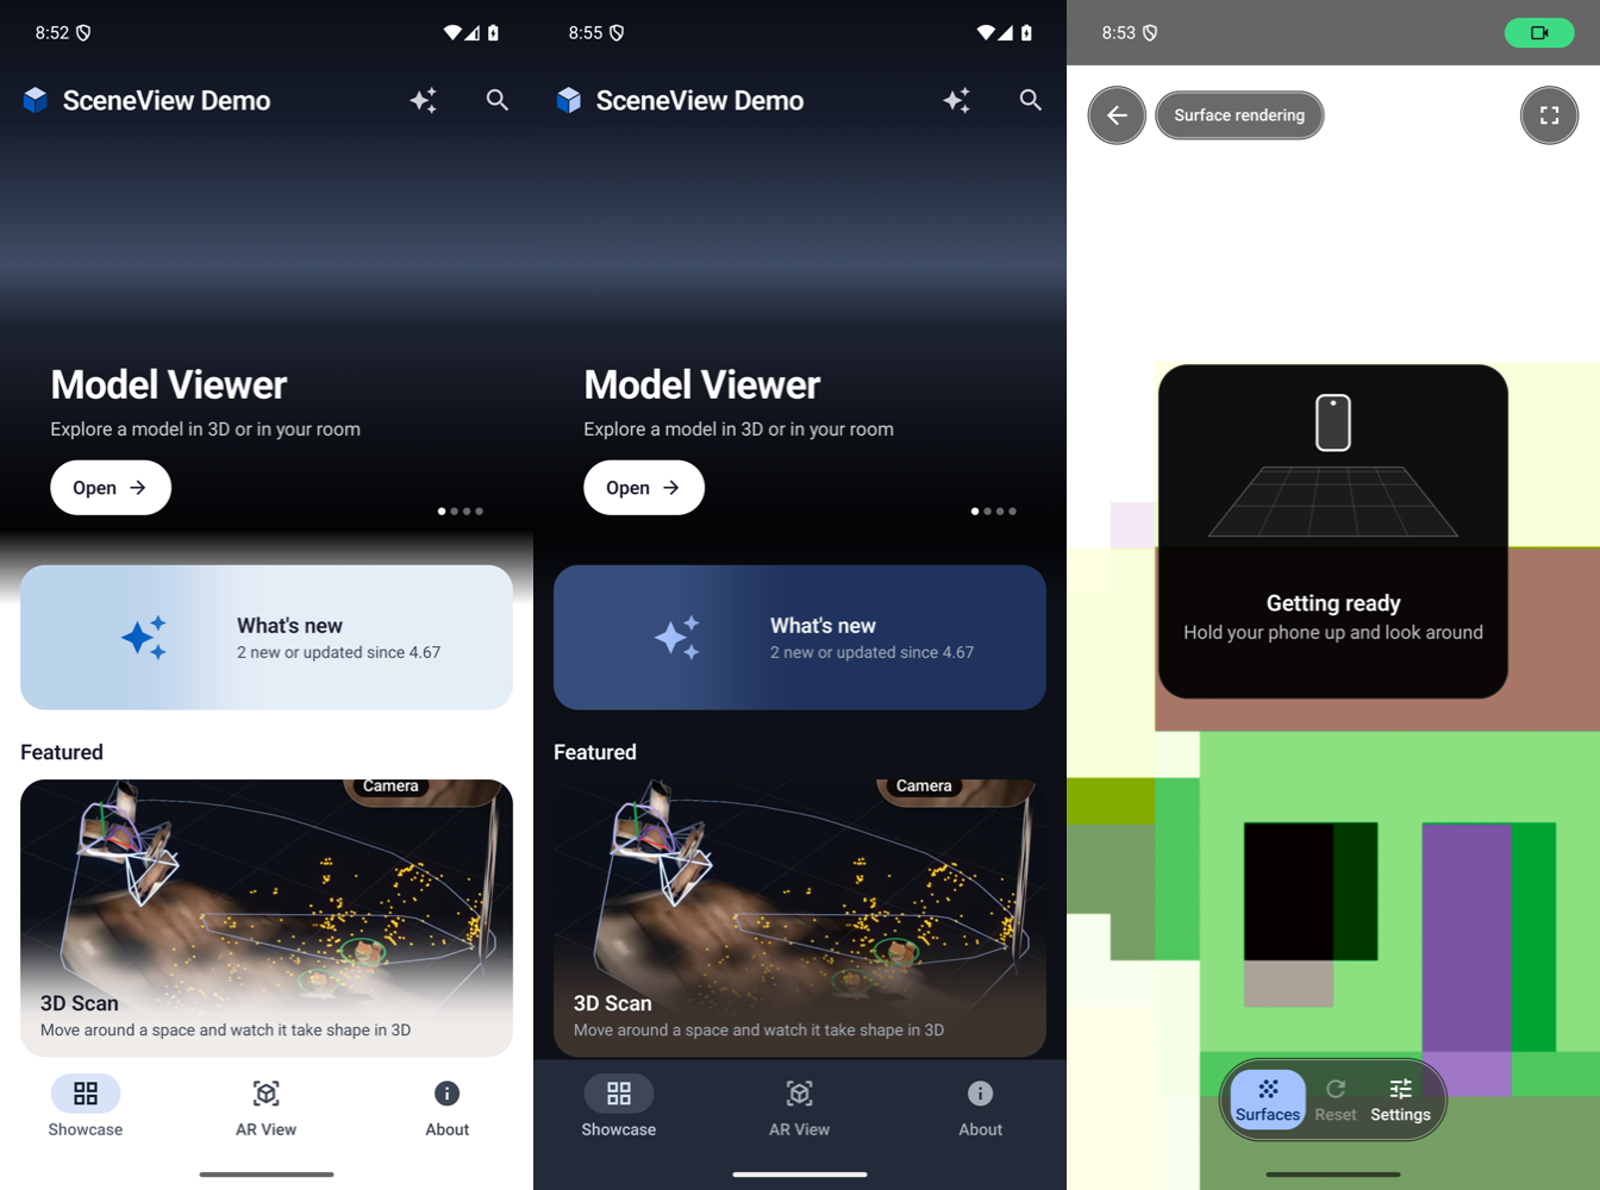 8:52
SceneView Demo
Model Viewer
Explore a model in 3D or in your room
Open
What's new
2 new or updated since 4.67
Featured
Camera
3D Scan
Move around a space and watch it take shape in 3D
Showcase
AR View
About
8:55
SceneView Demo
Model Viewer
Explore a model in 3D or in your room
Open
What's new
2 new or updated since 4.67
Featured
Camera
3D Scan
Move around a space and watch it take shape in 3D
Showcase
AR View
About
8:53
Surface rendering
Getting ready
Hold your phone up and look around
Surfaces
Reset
Settings